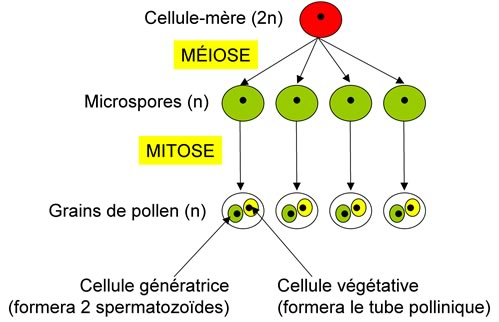 Cellule-mère (2n)
MÉIOSE
Microspores (n)
MITOSE
Grains de pollen (n)
Cellule génératrice
(formera 2 spermatozoïdes)
Cellule végétative
(formera le tube pollinique)